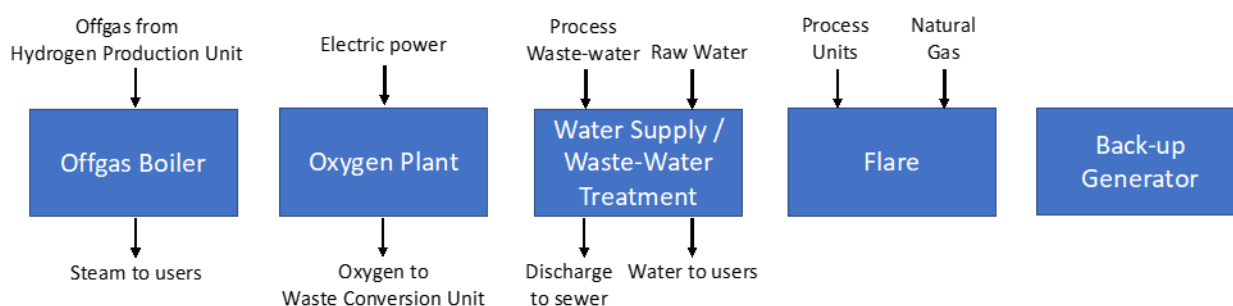 Offgas from
Hydrogen Production Unit
Electric power
Process
Waste-water
Raw Water
Process
Units
Natural
Gas
Offgas Boiler
Oxygen Plant
Water Supply /
Waste-Water
Treatment
Flare
Back-up
Generator
Steam to users
Oxygen to
Waste Conversion Unit
Discharge
to sewer
Water to users